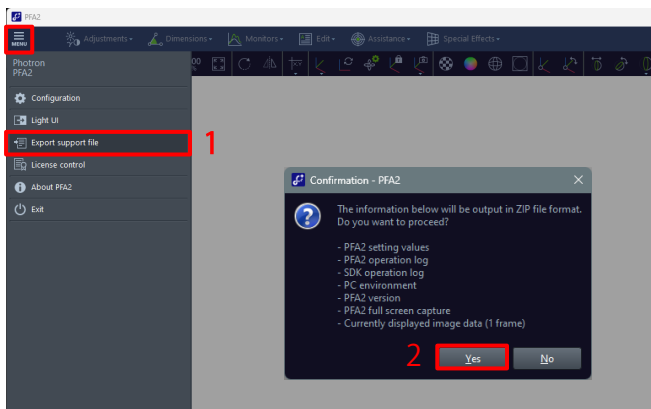 PFA2
MENU
Adjustments
Dimensions
Monitors
Edit
Assistance
Special Effects
Photron
PFA2
00
%
Configuration
Light UI
Export support file
1
License control
About PFA2
Exit
Confirmation - PFA2
The information below will be output in ZIP file format.
Do you want to proceed?
- PFA2 setting values
- PFA2 operation log
- SDK operation log
- PC environment
- PFA2 version
- PFA2 full screen capture
- Currently displayed image data (1 frame)
2
Yes
No